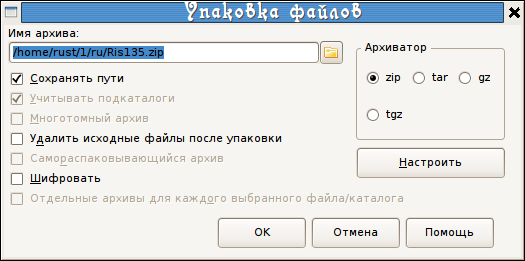 Упаковка файлов
Имя архива:
/home/rust/1/ru/Ris135.zip
Сохранять пути
Учитывать подкаталоги
Многотомный архив
Удалить исходные файлы после упаковки
Самораспаковывающийся архив
Шифровать
Отдельные архивы для каждого выбранного файла/каталога
Архиватор
zip tar gz
tgz
Настроить
OK Отмена Помощь